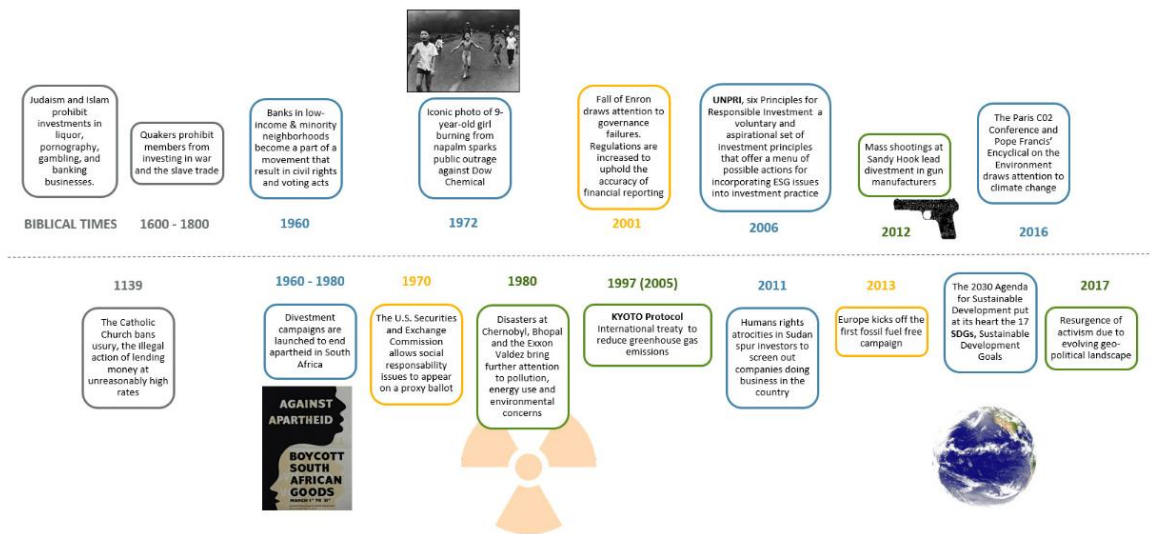 Judaism and Islam
prohibit
investments in
liquor,
pornography,
gambling, and
banking
businesses.
BIBLICAL TIMES
Quakers prohibit
members from
investing in war
and the slave trade
1600 - 1800
Banks in low-
income & minority
neighborhoods
become a part of a
movement that
result in civil rights
and voting acts
1960
Iconic photo of 9-
year-old girl
burning from
napalm sparks
public outrage
against Dow
Chemical
1972
Fall of Enron
draws attention to
governance
failures.
Regulations are
increased to
uphold the
accuracy of
financial reporting
2001
UNPRI, six Principles for
Responsible Investment a
voluntary and
aspirational set of
investment principles
that offer a menu of
possible actions for
incorporating ESG issues
into investment practice
2006
Mass shootings at
Sandy Hook lead
divestment in gun
manufacturers
2012
The Paris C02
Conference and
Pope Francis’
Encyclical on the
Environment
draws attention to
climate change
2016
1139
The Catholic
Church bans
usury, the illegal
action of lending
money at
unreasonably high
rates
1960 - 1980
Divestment
campaigns are
launched to end
apartheid in South
Africa
AGAINST
APARTHEID
BOYCOTT
SOUTH
AFRICAN
GOODS
1970
The U.S. Securities
and Exchange
Commission
allows social
responsability
issues to appear
on a proxy ballot
1980
Disasters at
Chernobyl, Bhopal
and the Exxon
Valdez bring
further attention
to pollution,
energy use and
environmental
concerns
1997 (2005)
KYOTO Protocol
International treaty to
reduce greenhouse gas
emissions
2011
Humans rights
atrocities in Sudan
spur investors to
screen out
companies doing
business in the
country
2013
Europe kicks off the
first fossil fuel free
campaign
The 2030 Agenda
for Sustainable
Development put
at its heart the 17
SDGs, Sustainable
Development
Goals
2017
Resurgence of
activism due to
evolving geo-
political landscape